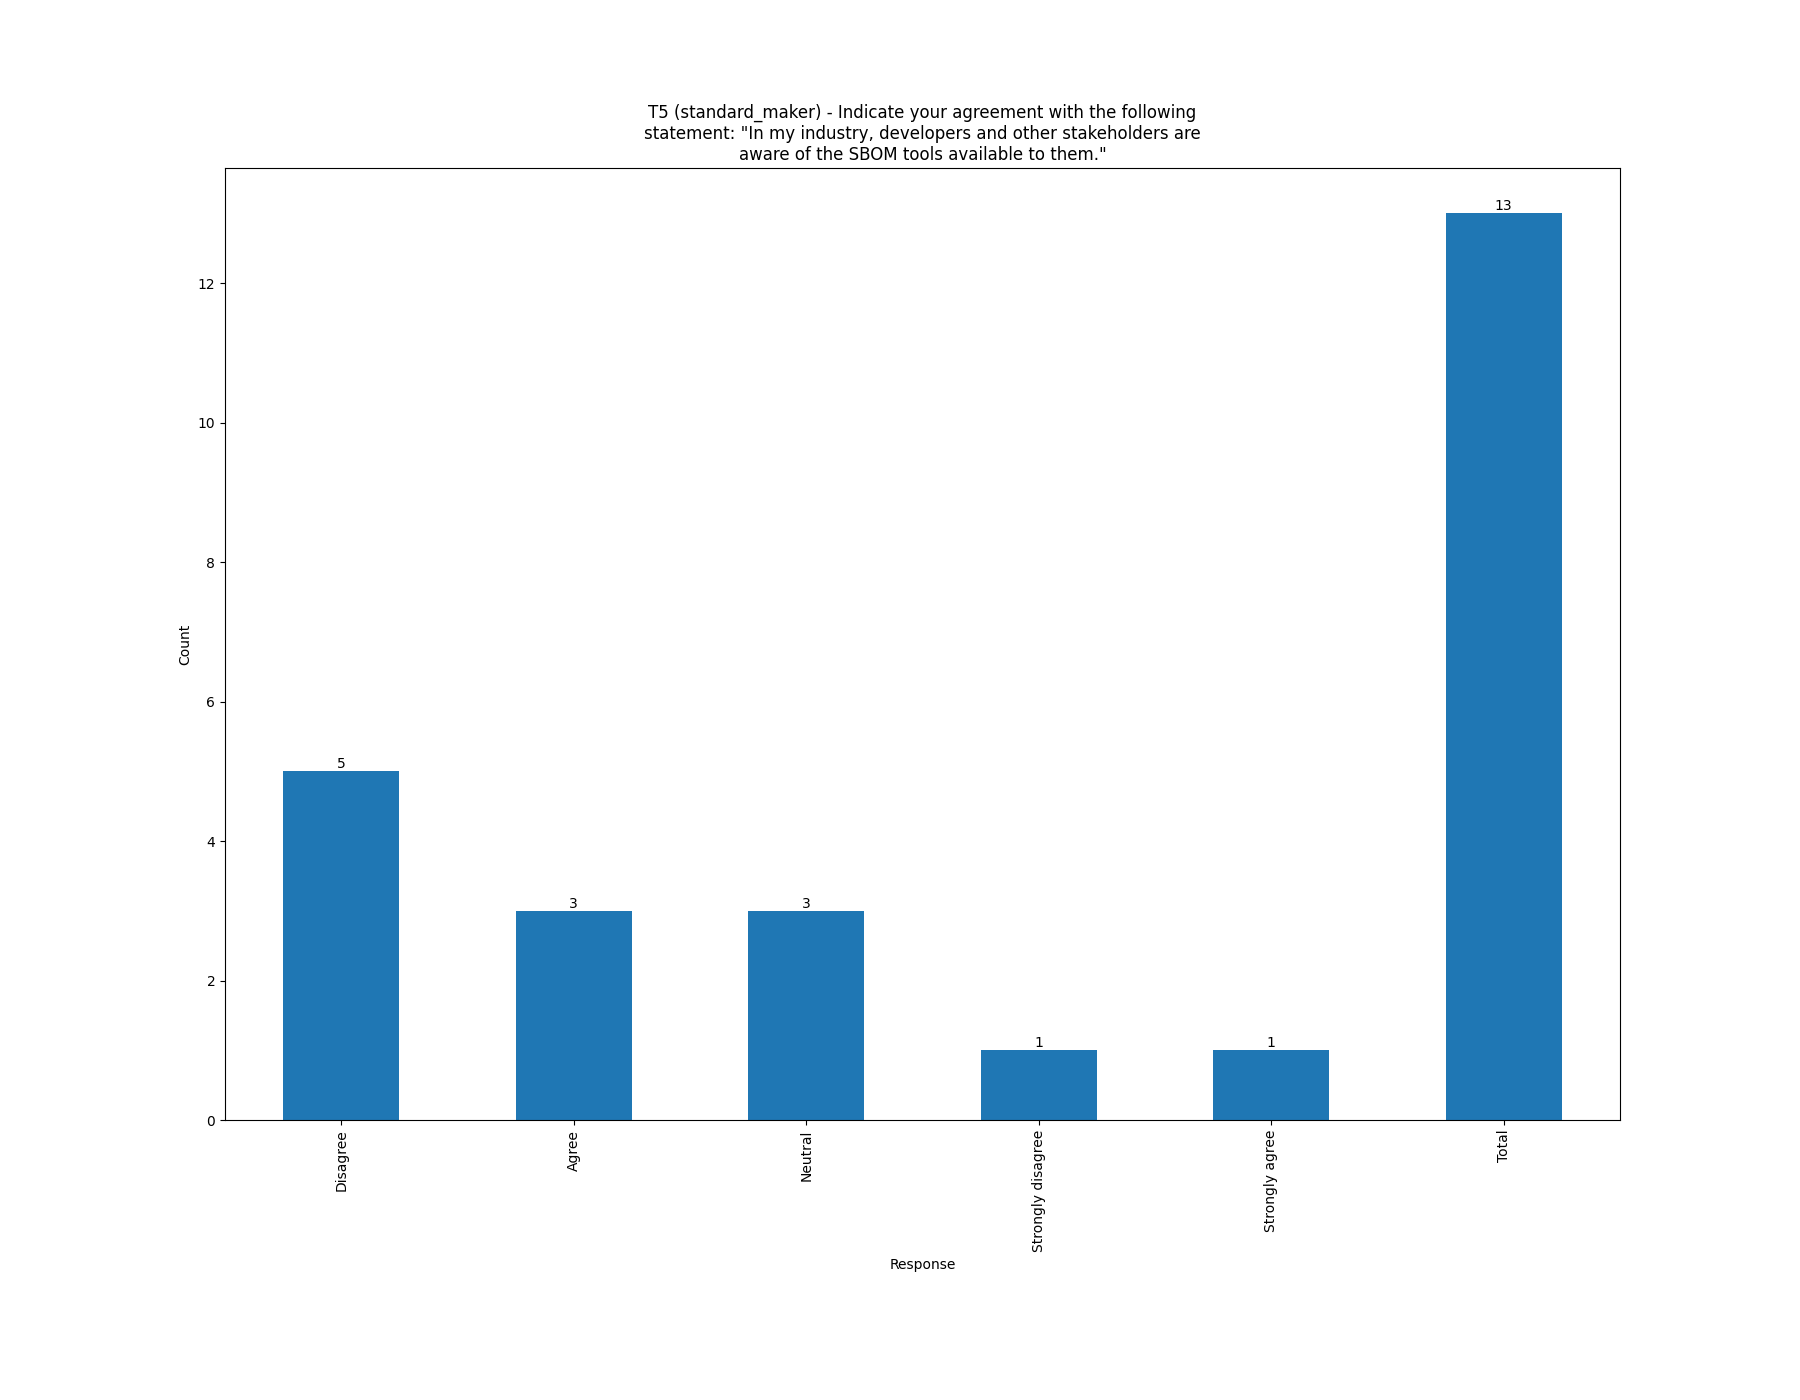 T5 (standard_maker) - Indicate your agreement with the following
statement: "In my industry, developers and other stakeholders are
aware of the SBOM tools available to them."
13
12
10
8
6
4
2
0
Count
5
3
3
1
1
Disagree
Agree
Neutral
Strongly disagree
Strongly agree
Total
Response